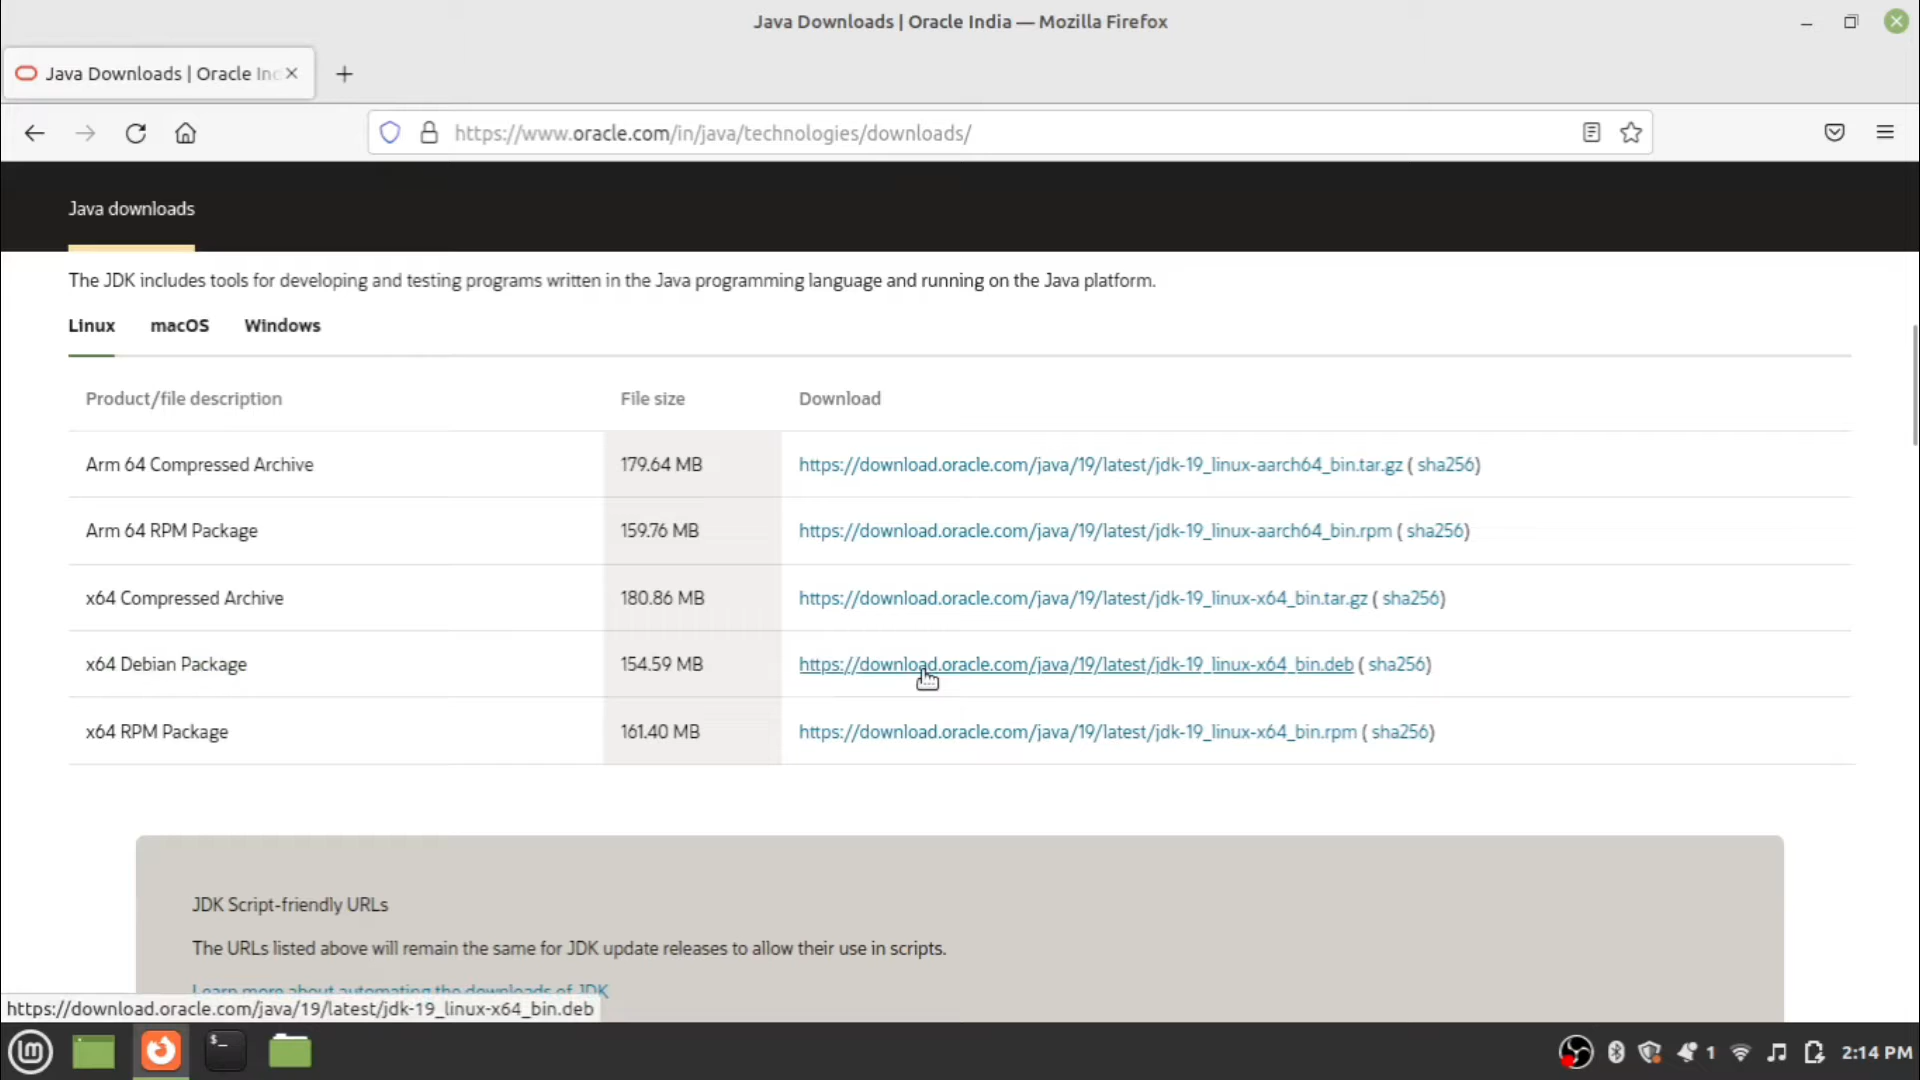 Java Downloads | Oracle India — Mozilla Firefox
Java Downloads | Oracle Inc
https://www.oracle.com/in/java/technologies/downloads/
Java downloads
The JDK includes tools for developing and testing programs written in the Java programming language and running on the Java platform.
Linux macOS Windows
Product/file description File size Download
Arm 64 Compressed Archive 179.64 MB https://download.oracle.com/java/19/latest/jdk-19_linux-aarch64_bin.tar.gz ( sha256)
Arm 64 RPM Package 159.76 MB https://download.oracle.com/java/19/latest/jdk-19_linux-aarch64_bin.rpm ( sha256)
x64 Compressed Archive 180.86 MB https://download.oracle.com/java/19/latest/jdk-19_linux-x64_bin.tar.gz ( sha256)
x64 Debian Package 154.59 MB https://download.oracle.com/java/19/latest/jdk-19_linux-x64_bin.deb ( sha256)
x64 RPM Package 161.40 MB https://download.oracle.com/java/19/latest/jdk-19_linux-x64_bin.rpm ( sha256)
JDK Script-friendly URLs
The URLs listed above will remain the same for JDK update releases to allow their use in scripts.
Learn more about automating the downloads of JDK
https://download.oracle.com/java/19/latest/jdk-19_linux-x64_bin.deb
$_ 1 2:14 PM